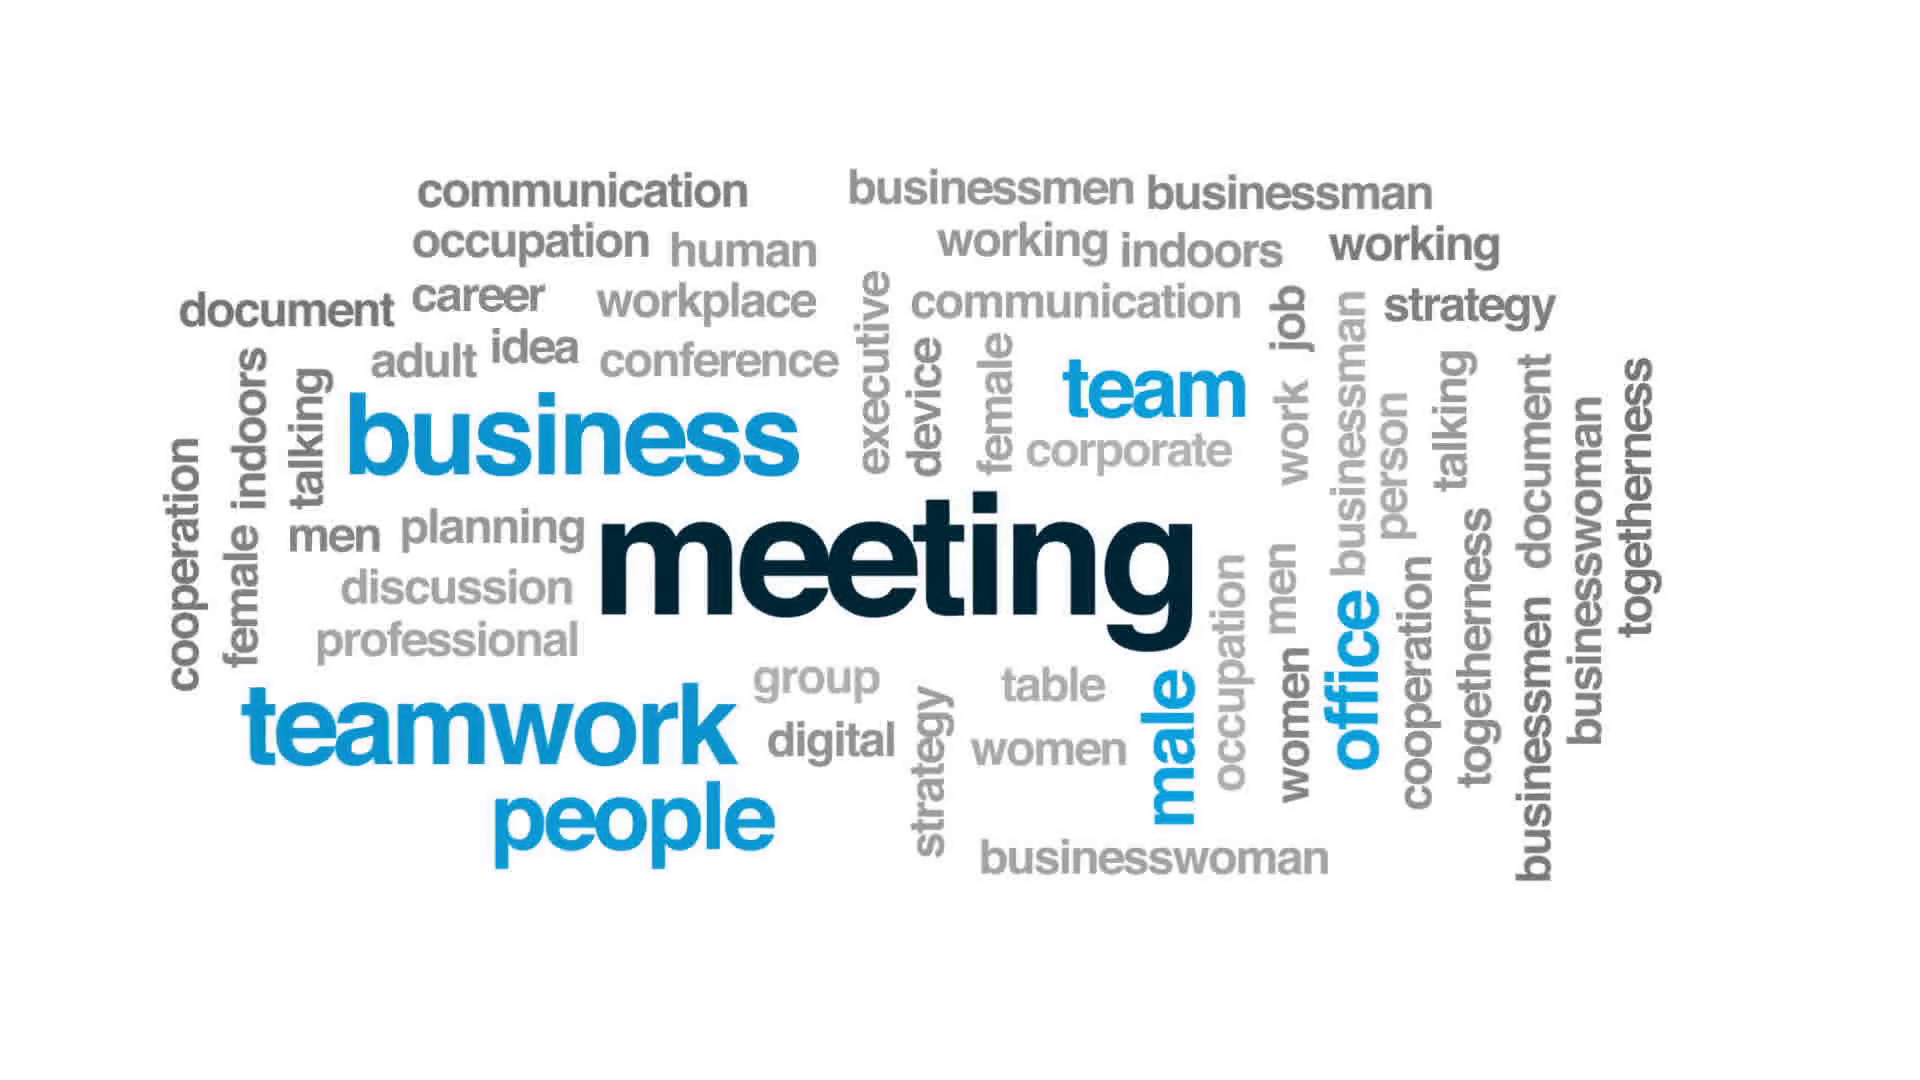 communication
businessmen
businessman
occupation
human
working
indoors
working
document
career
workplace
executive
communication
job
strategy
adult
idea
conference
device
female
team
businessman
talking
document
togetherness
indoors
talking
business
corporate
work
person
businesswoman
cooperation
female
men
planning
meeting
discussion
professional
occupation
men
office
cooperation
togetherness
businessmen
teamwork
group
digital
strategy
table
women
male
women
people
businesswoman